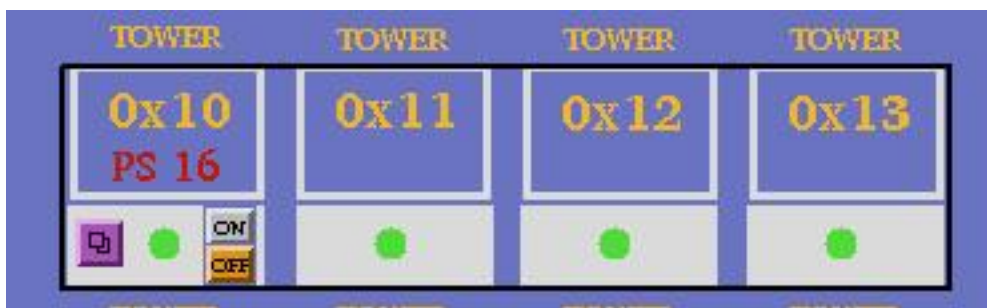 TOWER TOWER TOWER TOWER
0x10 0x11 0x12 0x13
PS 16
ON
OFF